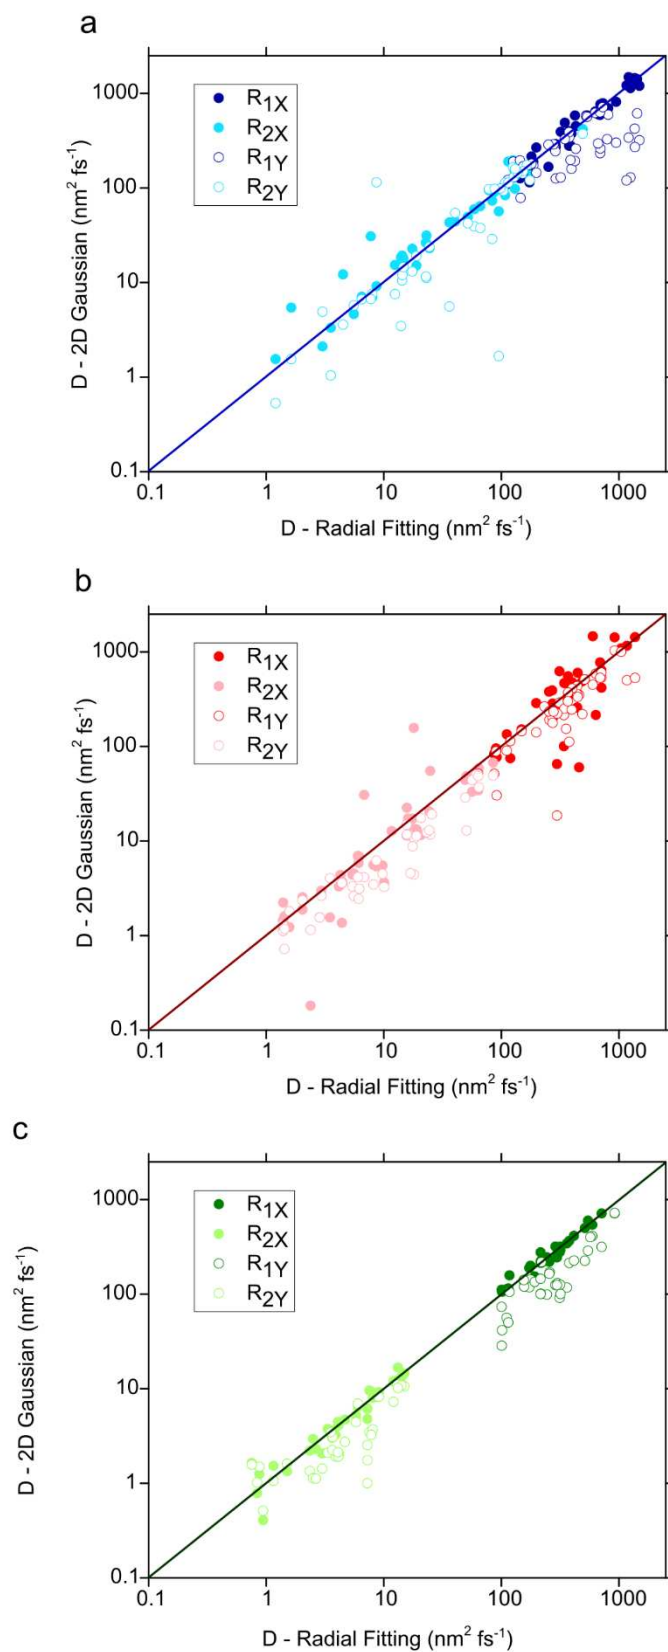 a
1000
100
10
1
0.1
D - 2D Gaussian (nm² fs⁻¹)
R1X
R2X
R1Y
R2Y
0.1 1 10 100 1000
D - Radial Fitting (nm² fs⁻¹)
b
1000
100
10
1
0.1
D - 2D Gaussian (nm² fs⁻¹)
R1X
R2X
R1Y
R2Y
0.1 1 10 100 1000
D - Radial Fitting (nm² fs⁻¹)
c
1000
100
10
1
0.1
D - 2D Gaussian (nm² fs⁻¹)
R1X
R2X
R1Y
R2Y
0.1 1 10 100 1000
D - Radial Fitting (nm² fs⁻¹)